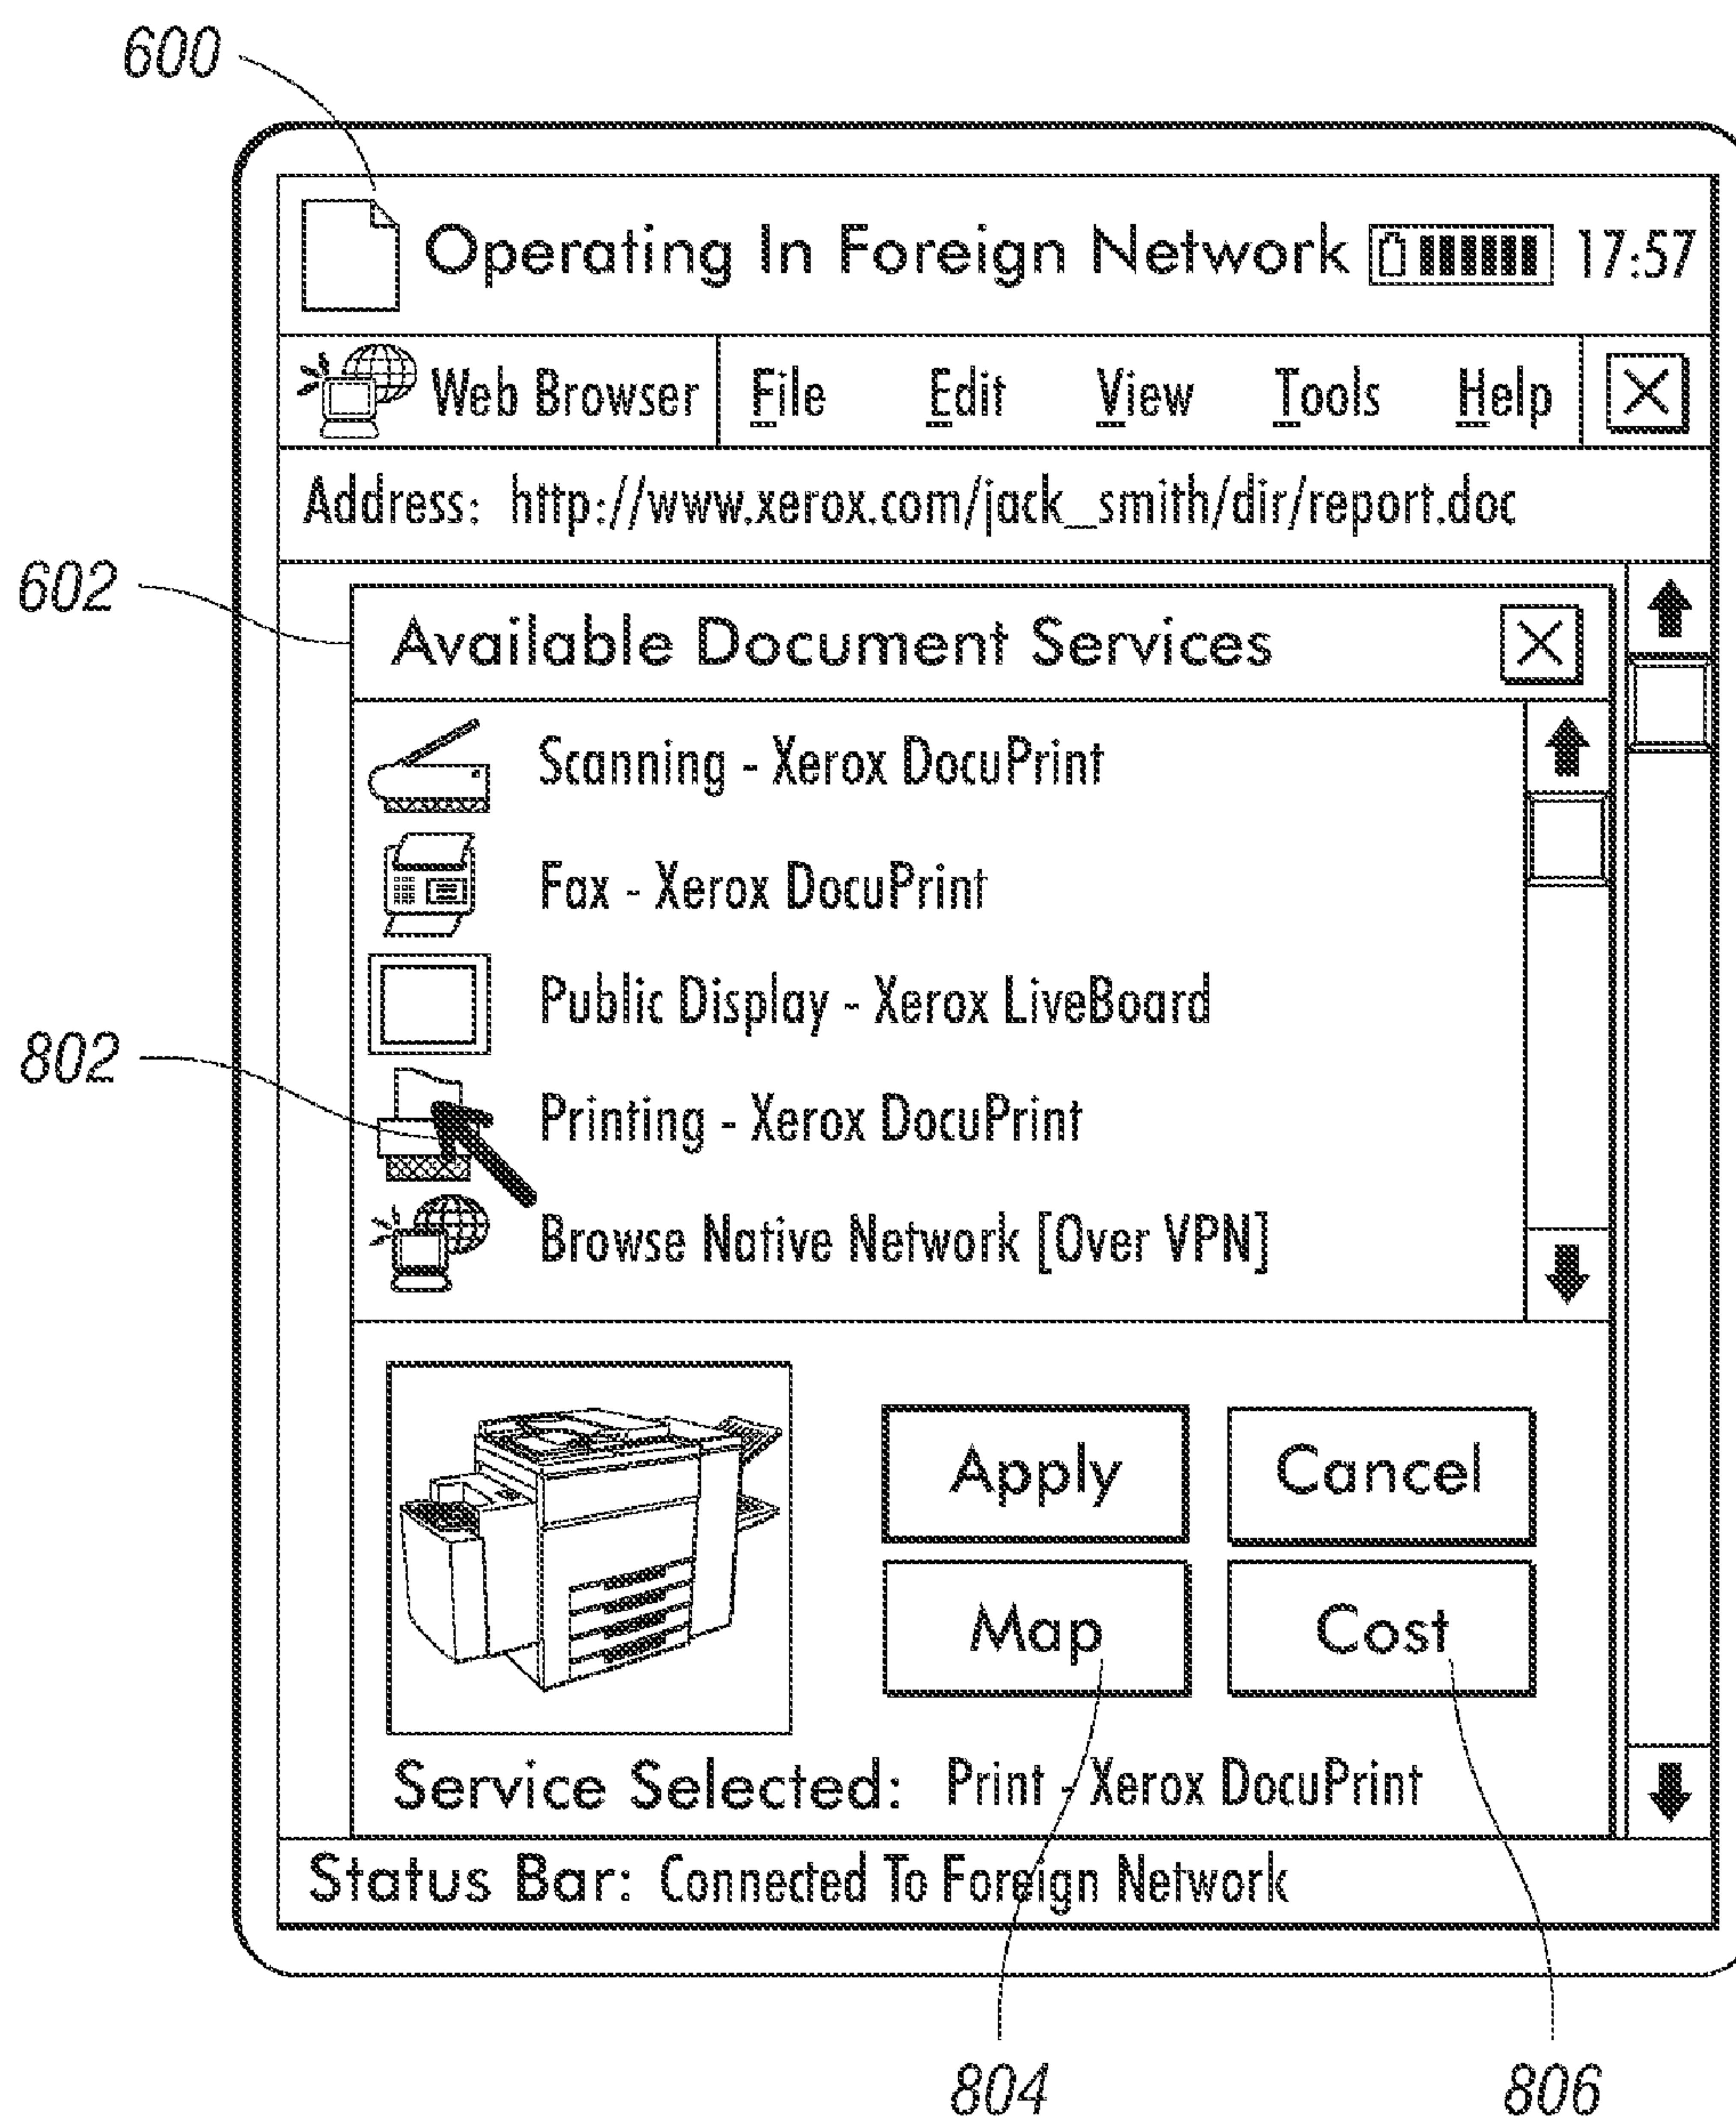 600
Operating In Foreign Network 17:57
Web Browser File Edit View Tools Help
Address: http://www.xerox.com/jack_smith/dir/report.doc
602
Available Document Services
Scanning - Xerox DocuPrint
Fax - Xerox DocuPrint
Public Display - Xerox LiveBoard
802
Printing - Xerox DocuPrint
Browse Native Network [Over VPN]
Apply Cancel
Map Cost
Service Selected: Print - Xerox DocuPrint
Status Bar: Connected To Foreign Network
804 806